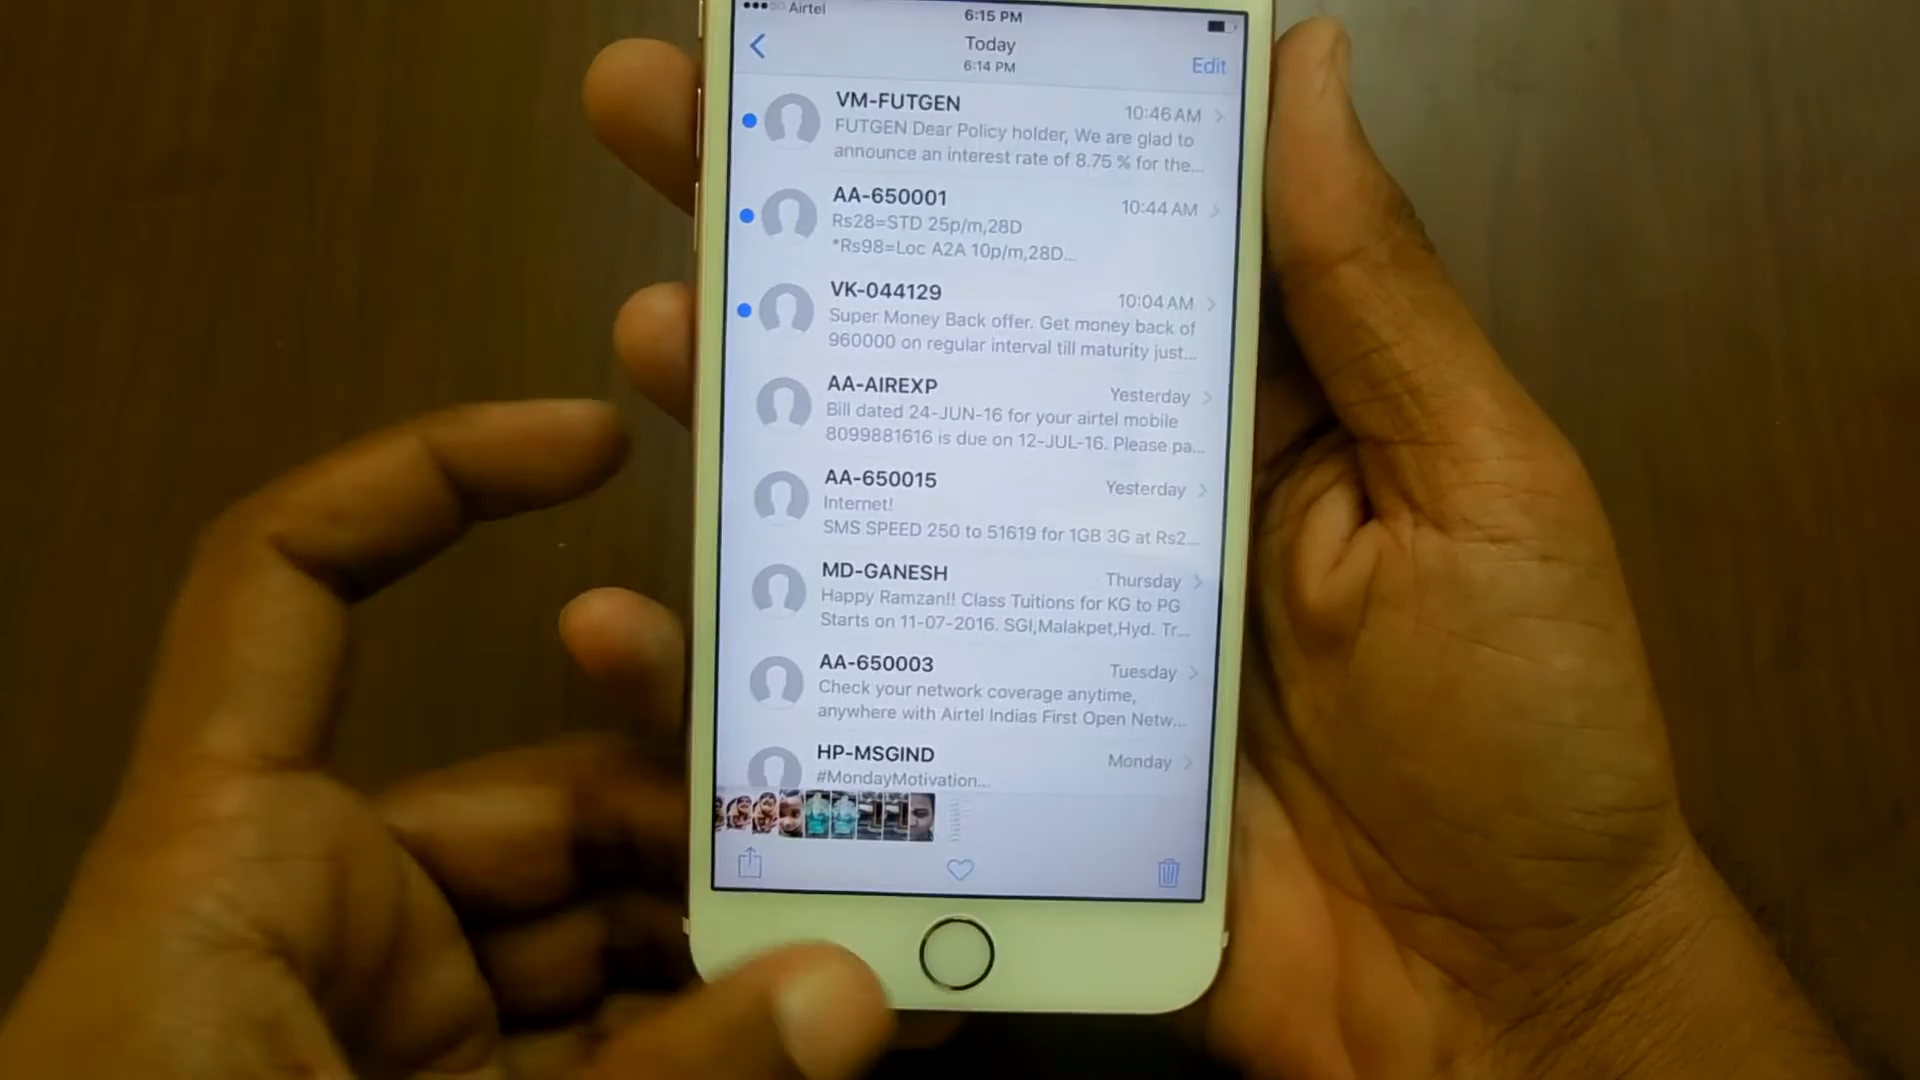 Airtel
6:15 PM
Today
6:14 PM
Edit
VM-FUTGEN
10:46 AM
FUTGEN Dear Policy holder, We are glad to
announce an interest rate of 8.75 % for the...
AA-650001
10:44 AM
Rs28=STD 25p/m,28D
*Rs98=Loc A2A 10p/m,28D...
VK-044129
10:04 AM
Super Money Back offer. Get money back of
960000 on regular interval till maturity just...
AA-AIREXP
Yesterday
Bill dated 24-JUN-16 for your airtel mobile
8099881616 is due on 12-JUL-16. Please pa...
AA-650015
Yesterday
Internet!
SMS SPEED 250 to 51619 for 1GB 3G at Rs2...
MD-GANESH
Thursday
Happy Ramzan!! Class Tuitions for KG to PG
Starts on 11-07-2016. SGI,Malakpet,Hyd. Tr...
AA-650003
Tuesday
Check your network coverage anytime,
anywhere with Airtel Indias First Open Netw...
HP-MSGIND
Monday
#MondayMotivation...